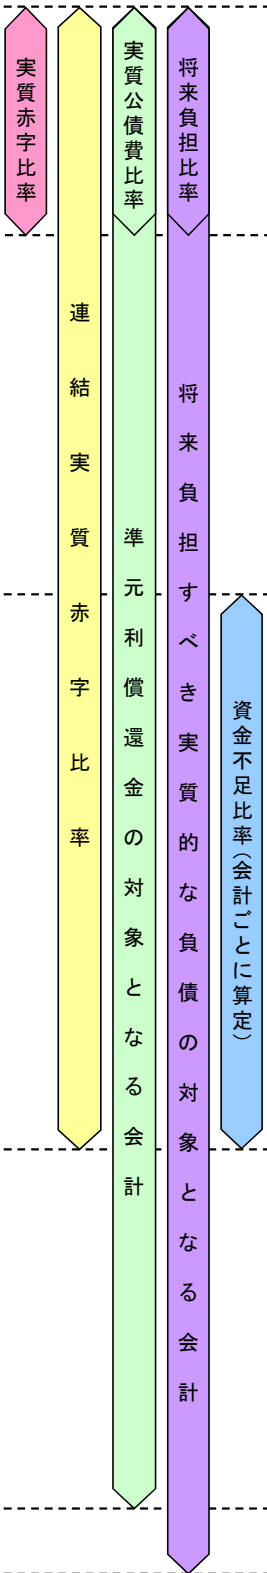 実質赤字比率
連結実質赤字比率
実質公債費比率
準元利償還金の対象となる会計
将来負担比率
将来負担すべき実質的な負債の対象となる会計
資金不足比率(会計ごとに算定)